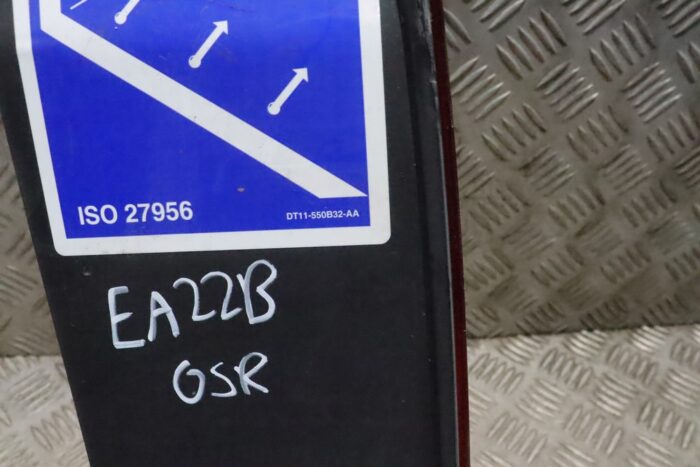 ISO 27956
DT11-550B32-AA
EA22B
OSR